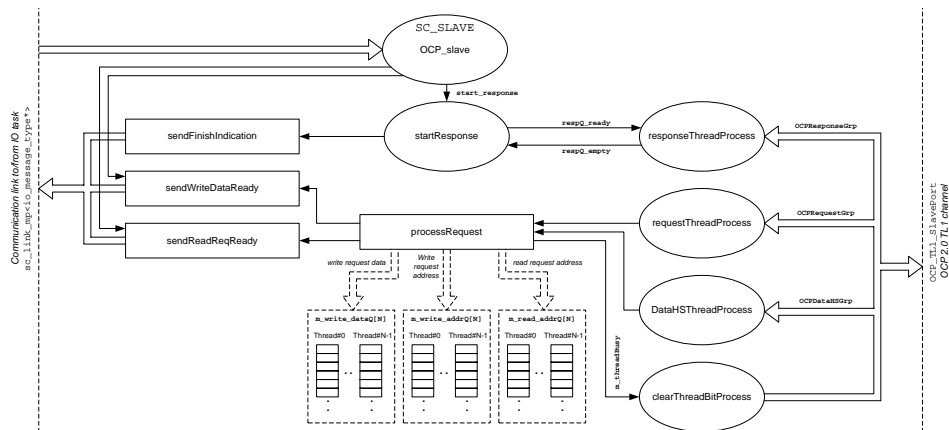 SC_SLAVE
OCP_slave
start_response
sendFinishIndication
startResponse
respQ_ready
respQ_empty
responseThreadProcess
OCPResponseGrp
sendWriteDataReady
sendReadReqReady
processRequest
requestThreadProcess
OCPRequestGrp
write request data
Write
request
address
read request address
DataHSThreadProcess
OCPDataHSGrp
m_write_dataQ[N]
m_write_addrQ[N]
m_read_addrQ[N]
Thread#0 Thread#N-1
Thread#0 Thread#N-1
Thread#0 Thread#N-1
m_threadBusy
clearThreadBitProcess
Communication link to/from IO task
sc_link_mp<io_message_type*>
OCP_TL1_SlavePort
OCP 2.0 TL1 channel